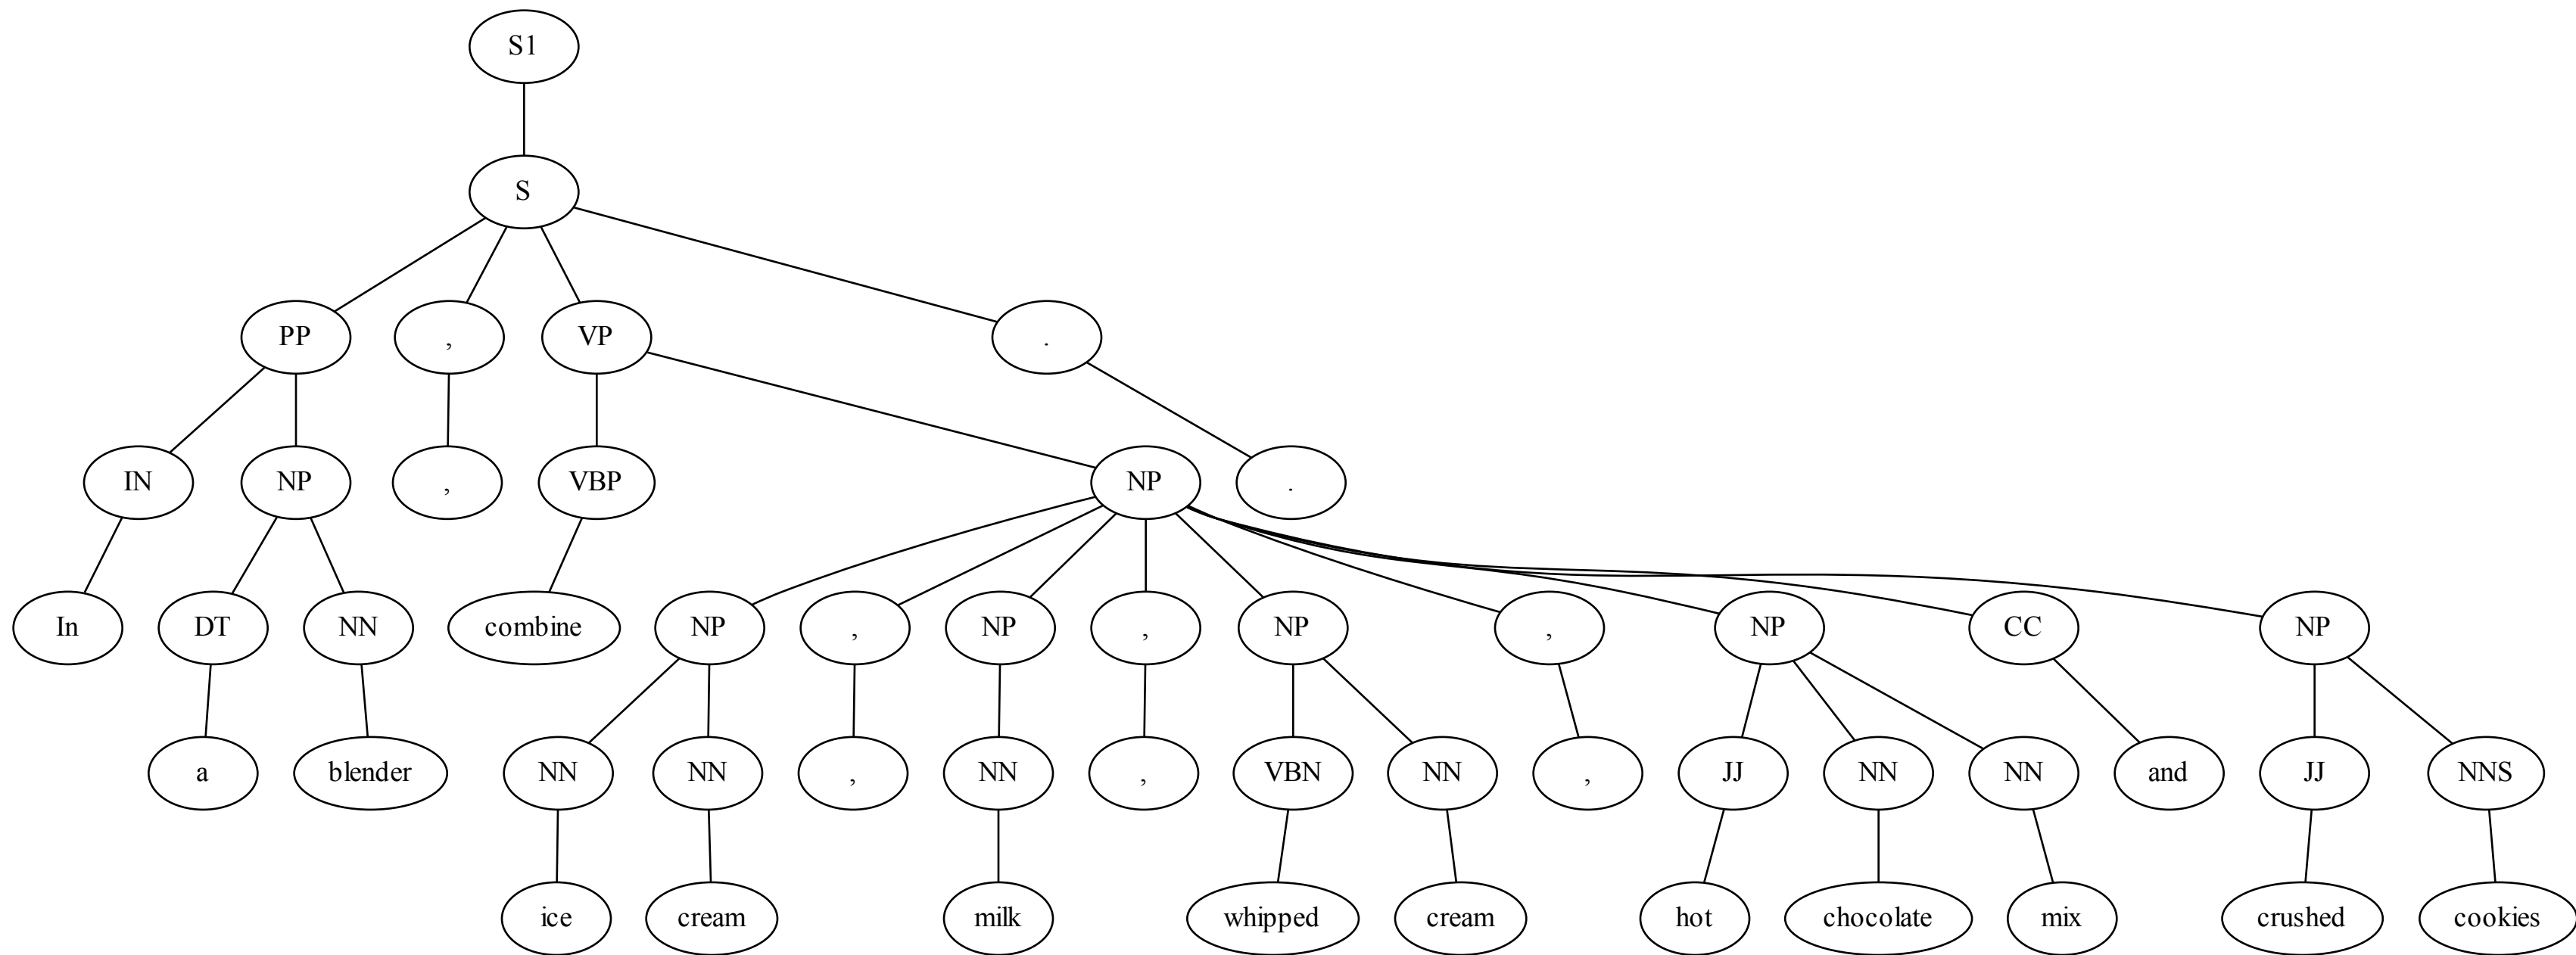 S1
S
PP , VP .
IN NP , VBP NP .
In DT NN combine NP , NP , NP , NP CC NP
a blender NN NN , NN , VBN NN , JJ NN NN and JJ NNS
ice cream milk whipped cream hot chocolate mix crushed cookies